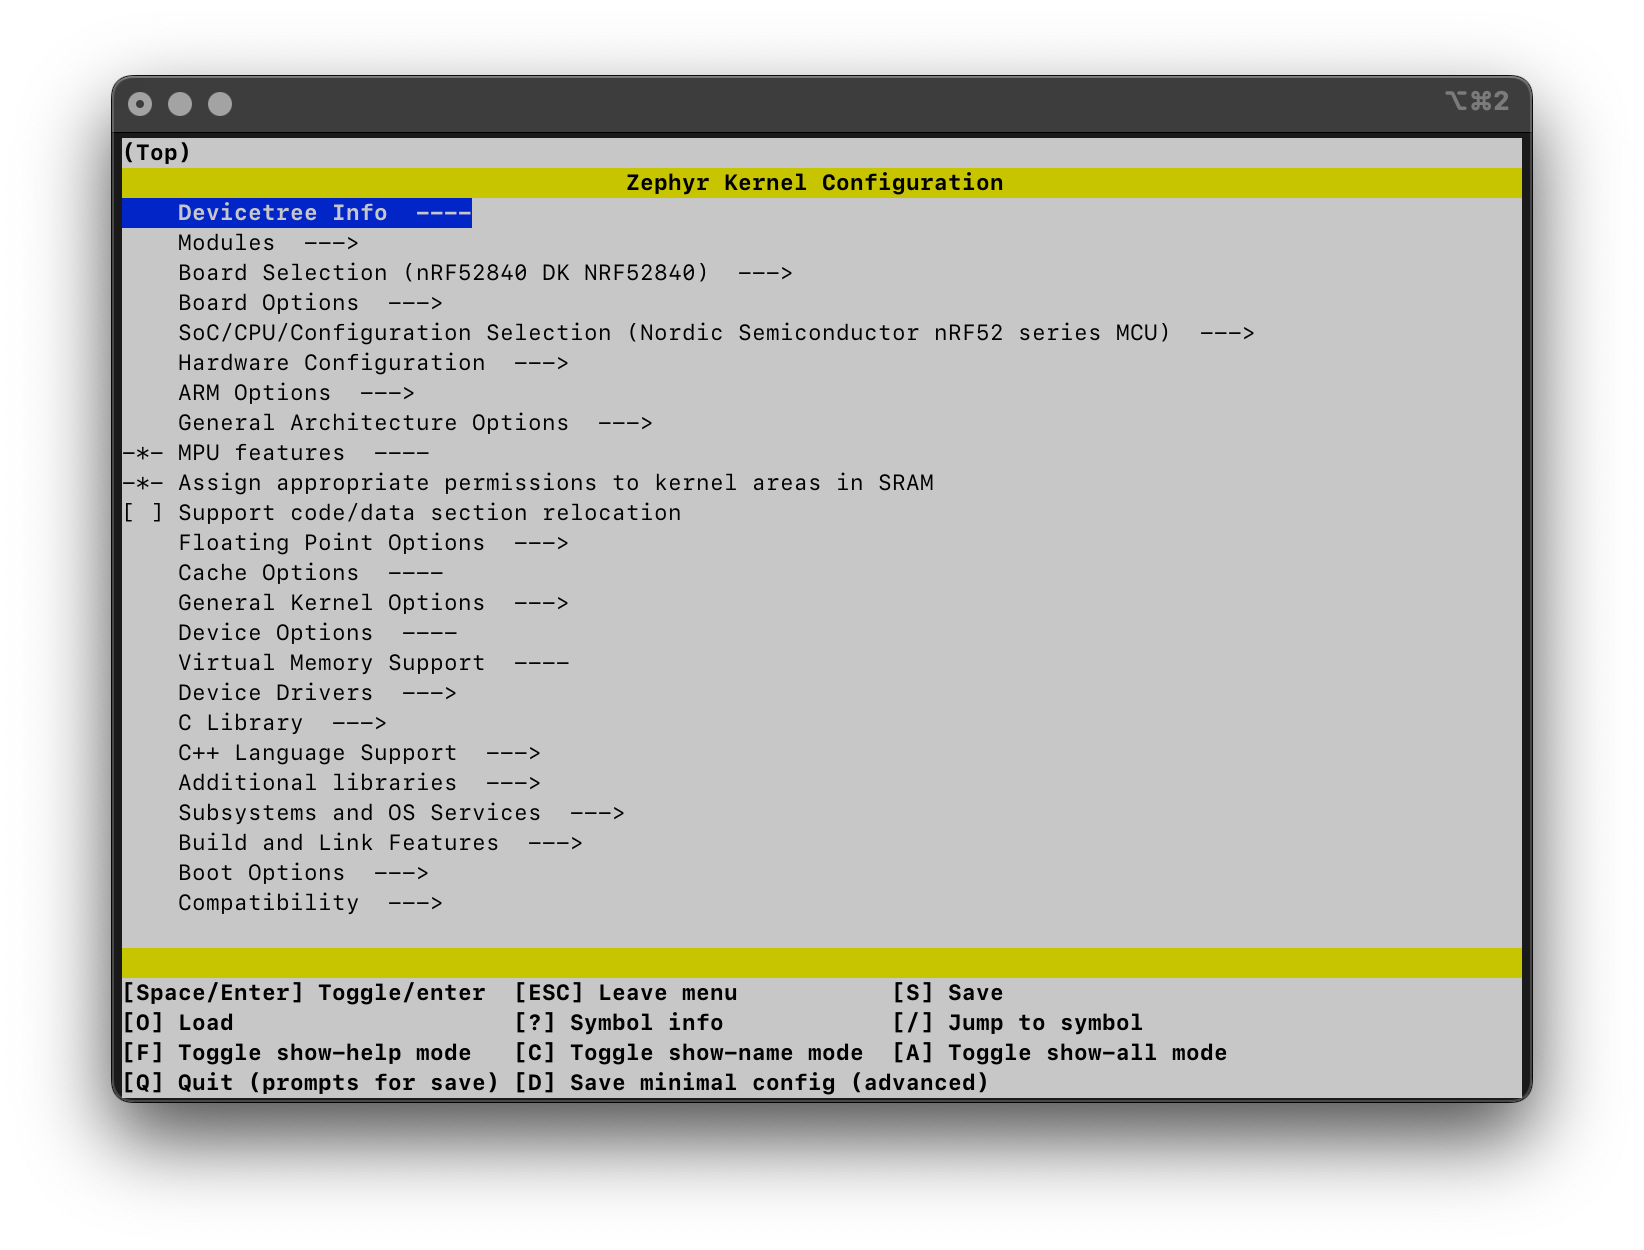 ⌥⌘2
(Top)
Zephyr Kernel Configuration
Devicetree Info  ----
Modules  --->
Board Selection (nRF52840 DK NRF52840)  --->
Board Options  --->
SoC/CPU/Configuration Selection (Nordic Semiconductor nRF52 series MCU)  --->
Hardware Configuration  --->
ARM Options  --->
General Architecture Options  --->
-*- MPU features  ----
-*- Assign appropriate permissions to kernel areas in SRAM
[ ] Support code/data section relocation
Floating Point Options  --->
Cache Options  ----
General Kernel Options  --->
Device Options  ----
Virtual Memory Support  ----
Device Drivers  --->
C Library  --->
C++ Language Support  --->
Additional libraries  --->
Subsystems and OS Services  --->
Build and Link Features  --->
Boot Options  --->
Compatibility  --->
[Space/Enter] Toggle/enter  [ESC] Leave menu           [S] Save
[O] Load                    [?] Symbol info            [/] Jump to symbol
[F] Toggle show-help mode   [C] Toggle show-name mode  [A] Toggle show-all mode
[Q] Quit (prompts for save) [D] Save minimal config (advanced)